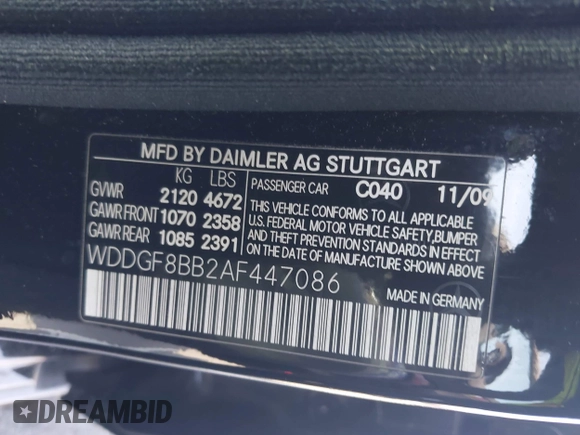 MFD BY DAIMLER AG STUTTGART
KG LBS
GVWR 2120 4672
GAWR FRONT 1070 2358
GAWR REAR 1085 2391
PASSENGER CAR C040 11/09
THIS VEHICLE CONFORMS TO ALL APPLICABLE
U.S. FEDERAL MOTOR VEHICLE SAFETY, BUMPER
AND THEFT PREVENTION STANDARDS IN EFFECT
ON THE DATE OF MANUFACTURE SHOWN ABOVE.
WDDGF8BB2AF447086
MADE IN GERMANY
DREAMBID